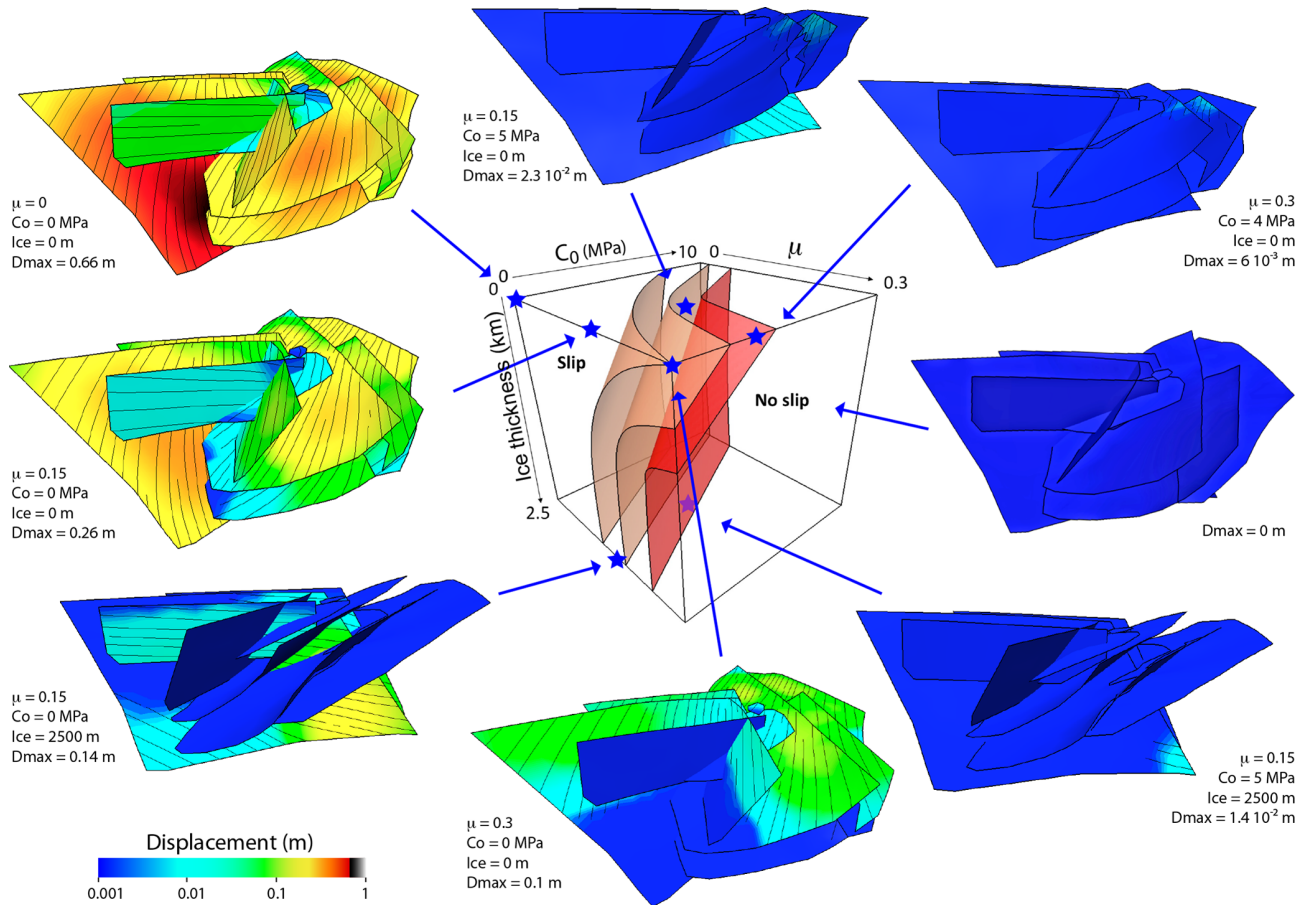 μ = 0
Co = 0 MPa
Ice = 0 m
Dmax = 0.66 m
μ = 0.15
Co = 5 MPa
Ice = 0 m
Dmax = 2.3 10⁻² m
μ = 0.3
Co = 4 MPa
Ice = 0 m
Dmax = 6 10⁻³ m
C₀ (MPa)
0
10
0
μ
0.3
0
Ice thickness (km)
2.5
Slip
No slip
μ = 0.15
Co = 0 MPa
Ice = 0 m
Dmax = 0.26 m
Dmax = 0 m
μ = 0.15
Co = 0 MPa
Ice = 2500 m
Dmax = 0.14 m
μ = 0.3
Co = 0 MPa
Ice = 0 m
Dmax = 0.1 m
μ = 0.15
Co = 5 MPa
Ice = 2500 m
Dmax = 1.4 10⁻² m
Displacement (m)
0.001 0.01 0.1 1